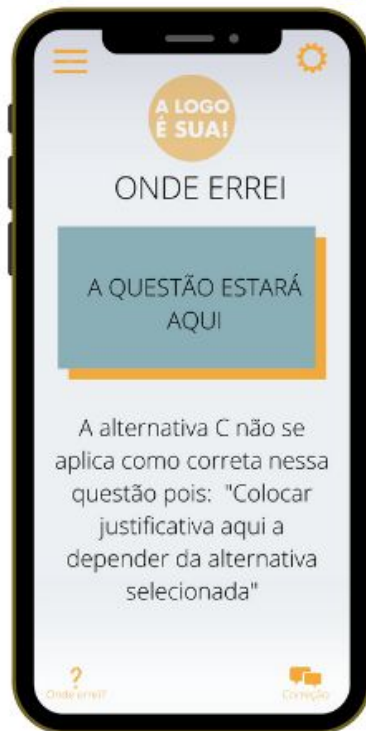 A LOGO
É SUA!
ONDE ERREI
A QUESTÃO ESTARÁ
AQUI
A alternativa C não se
aplica como correta nessa
questão pois: "Colocar
justificativa aqui a
depender da alternativa
selecionada"
?
Onde errei?
Correção